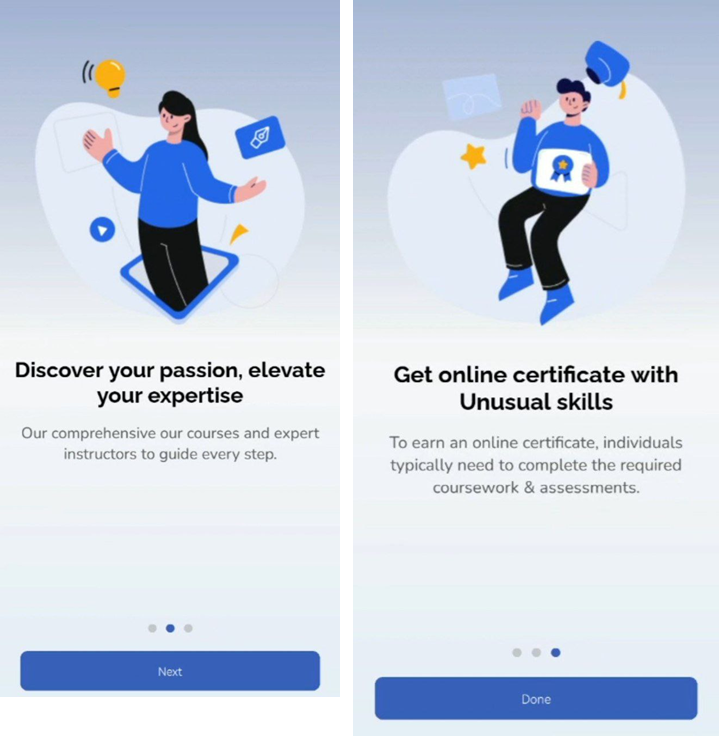 Discover your passion, elevate
your expertise
Our comprehensive our courses and expert
instructors to guide every step.
Next
Get online certificate with
Unusual skills
To earn an online certificate, individuals
typically need to complete the required
coursework & assessments.
Done